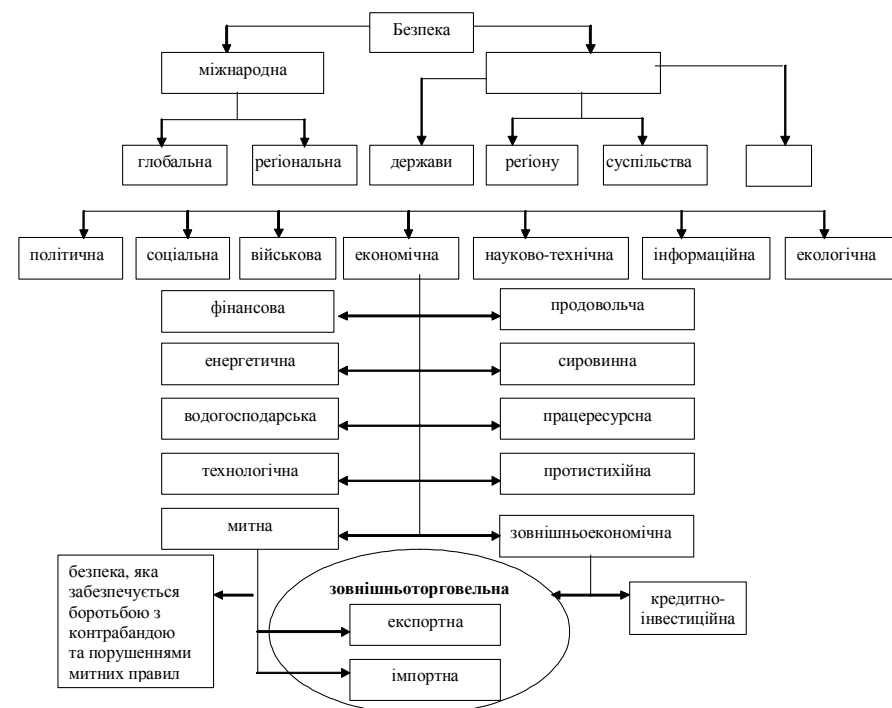 Безпека
міжнародна
глобальна
регіональна
держави
регіону
суспільства
політична
соціальна
військова
економічна
науково-технічна
інформаційна
екологічна
фінансова
продовольча
енергетична
сировинна
водогосподарська
працересурсна
технологічна
протистихійна
митна
зовнішньоекономічна
безпека, яка
забезпечується
боротьбою з
контрабандою
та порушеннями
митних правил
зовнішньоторговельна
експортна
імпортна
кредитно-
інвестиційна